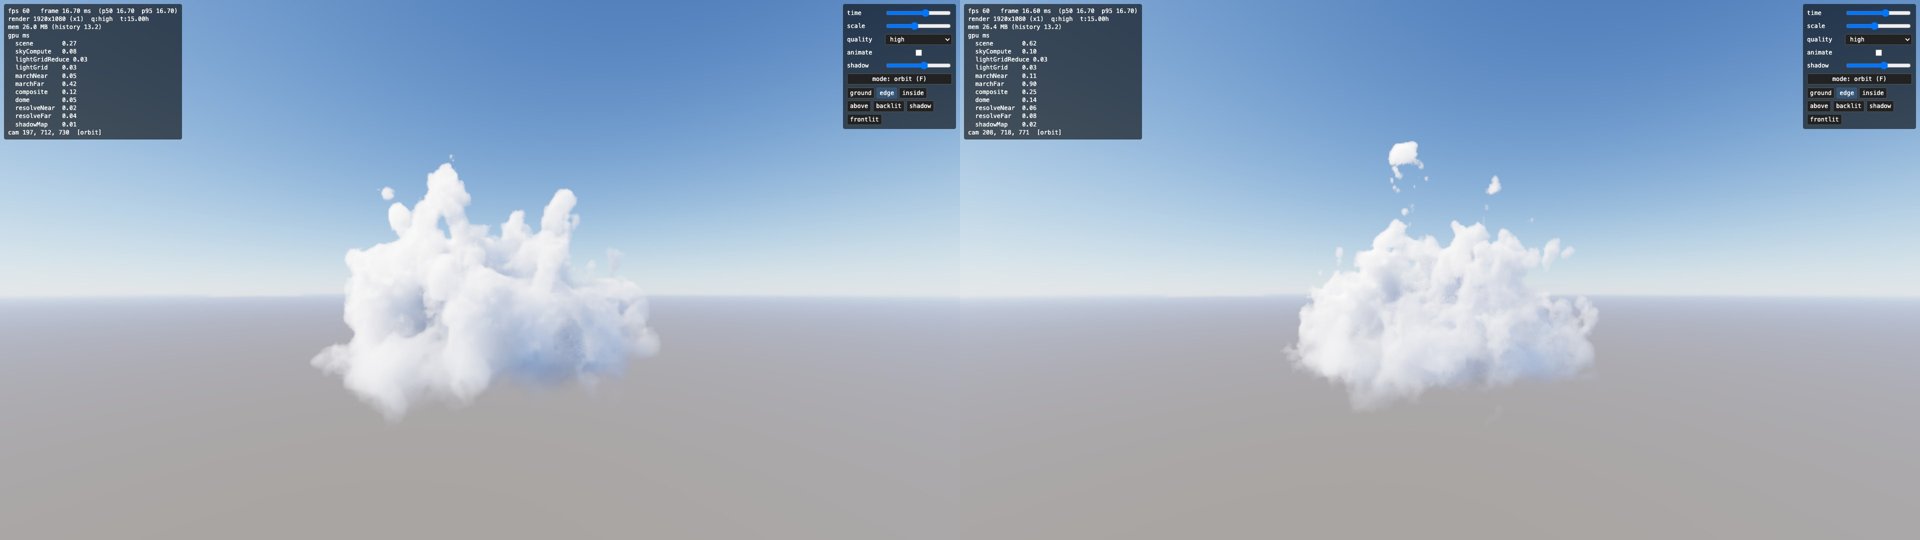 fps 60 frame 16.70 ms (p50 16.70 p95 16.70)
render 1920x1080 (x1) q:high t:15.00h
mem 26.0 MB (history 13.2)
gpu ms
scene 0.27
skyCompute 0.08
lightGridReduce 0.03
lightGrid 0.03
marchNear 0.05
marchFar 0.42
composite 0.12
dome 0.05
resolveNear 0.02
resolveFar 0.04
shadowMap 0.01
cam 197, 712, 730 [orbit]
time
scale
quality high
animate
shadow
mode: orbit (F)
ground edge inside
above backlit shadow
frontlit
fps 60 frame 16.60 ms (p50 16.70 p95 16.70)
render 1920x1080 (x1) q:high t:15.00h
mem 26.4 MB (history 13.2)
gpu ms
scene 0.62
skyCompute 0.10
lightGridReduce 0.03
lightGrid 0.03
marchNear 0.11
marchFar 0.90
composite 0.25
dome 0.14
resolveNear 0.06
resolveFar 0.08
shadowMap 0.02
cam 208, 718, 771 [orbit]
time
scale
quality high
animate
shadow
mode: orbit (F)
ground edge inside
above backlit shadow
frontlit